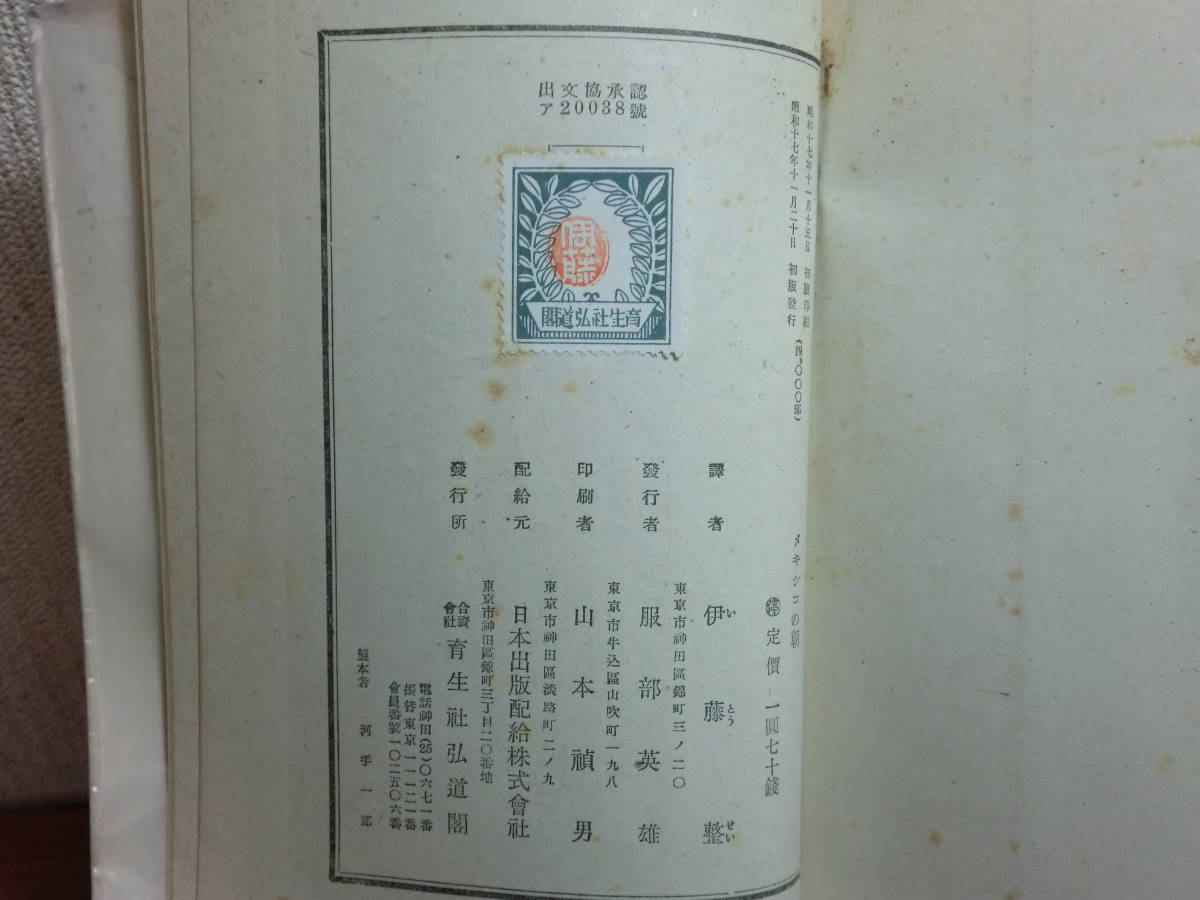 出文協承認
ア20038號
伊藤
育生社弘道閣
昭和十七年十一月十五日 初版印刷
昭和十七年十一月二十日 初版發行 (四、〇〇〇部)
メキシコの朝
停 定價 一圓七十錢
譯者 伊藤整
い とう せい
東京市神田區錦町三ノ二〇
發行者 服部英雄
東京市牛込區山吹町一九八
印刷者 山本禎男
東京市神田區淡路町二ノ九
配給元 日本出版配給株式會社
東京市神田區錦町三丁目二〇番地
發行所 合資會社 育生社弘道閣
電話神田(25)〇六七一番
振替東京一一一二一番
會員番號一〇二五〇六番
製本者 河手一郎